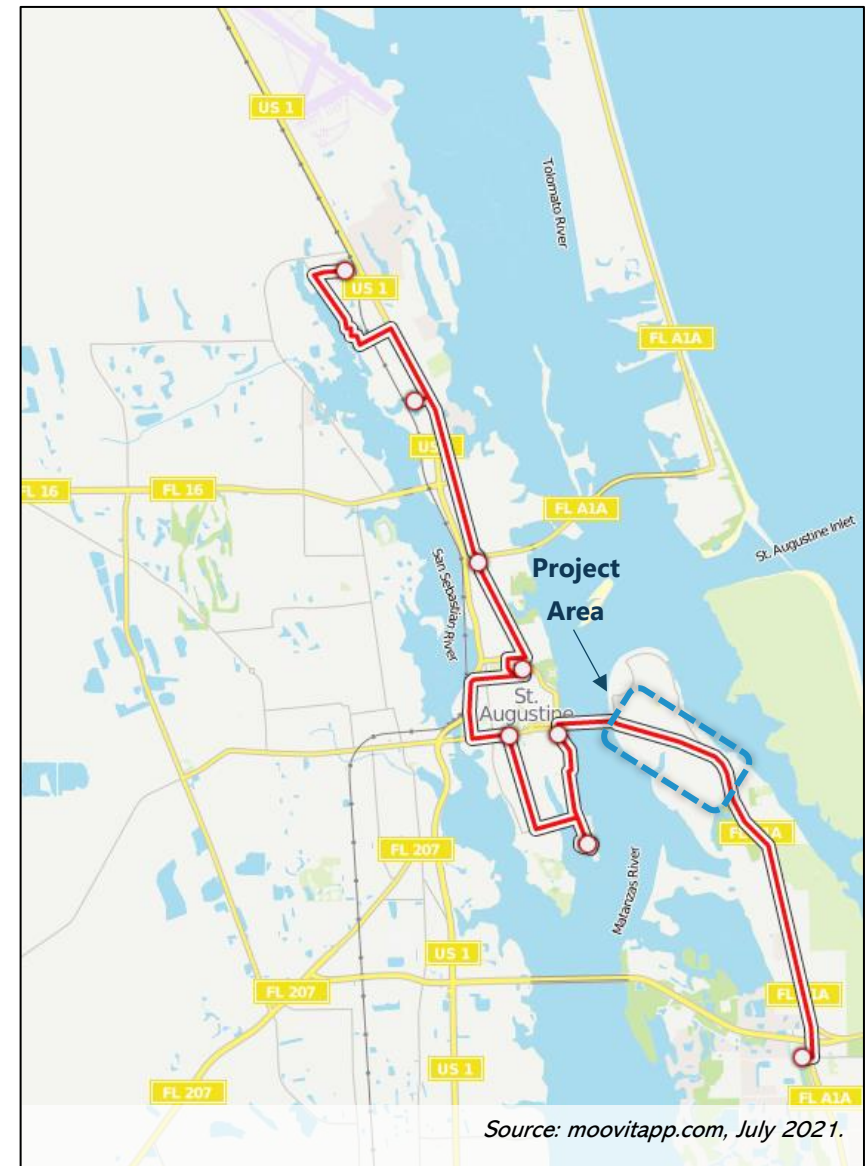 US 1
Tolomato River
US 1
FL A1A
US
FL 16
FL 16
FL A1A
St. Augustine Inlet
San Sebastian River
Project
Area
St.
Augustine
FL A1A
FL 207
Matanzas River
US 1
FL 207
FL A1A
US 1
FL 207
FL A1A
Source: moovitapp.com, July 2021.